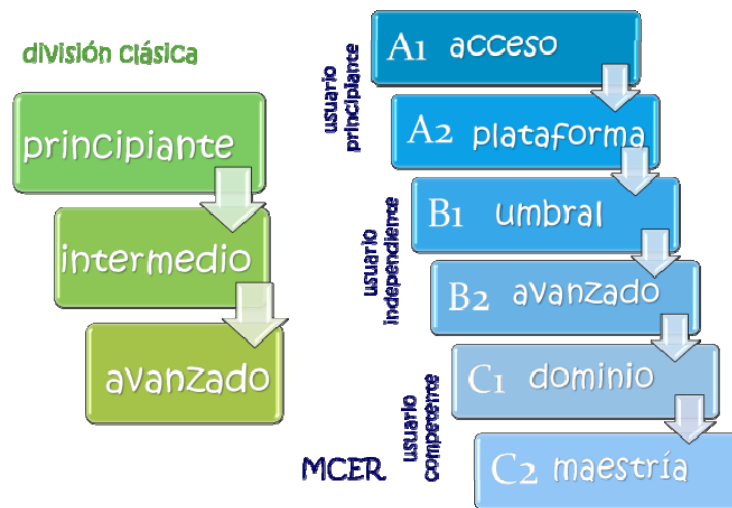 división clásica
principiante
intermedio
avanzado
usuario
principiante
A1 acceso
A2 plataforma
usuario
independiente
B1 umbral
B2 avanzado
usuario
competente
C1 dominio
C2 maestría
MCER